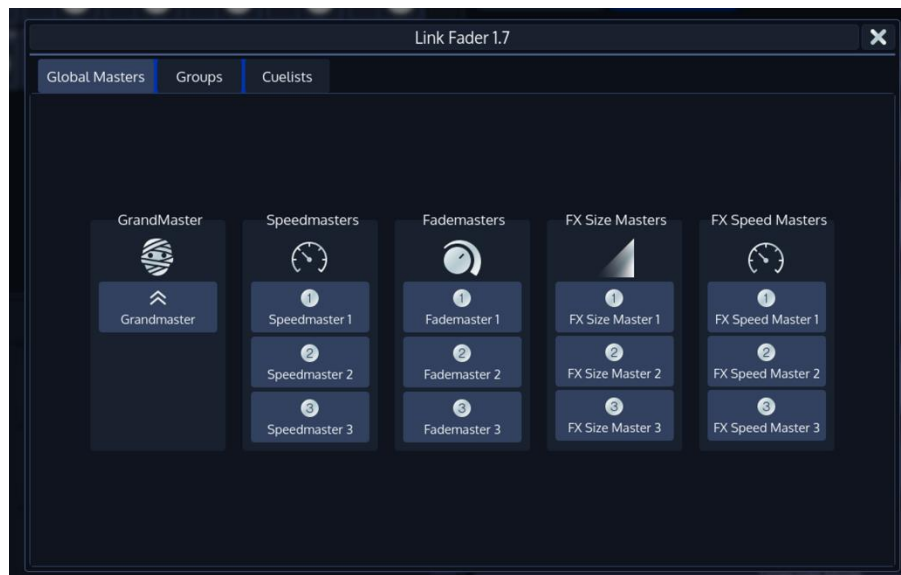 Link Fader 1.7
Global Masters Groups Cuelists
GrandMaster Speedmasters Fademasters FX Size Masters FX Speed Masters
1 1 1 1
Grandmaster Speedmaster 1 Fademaster 1 FX Size Master 1 FX Speed Master 1
2 2 2 2
Speedmaster 2 Fademaster 2 FX Size Master 2 FX Speed Master 2
3 3 3 3
Speedmaster 3 Fademaster 3 FX Size Master 3 FX Speed Master 3